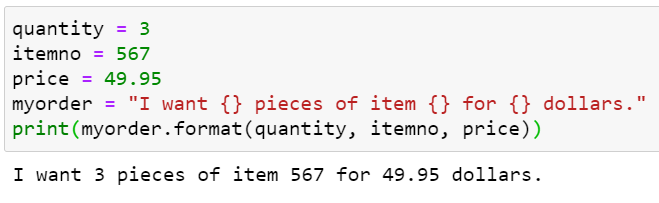 quantity = 3
itemno = 567
price = 49.95
myorder = "I want {} pieces of item {} for {} dollars."
print(myorder.format(quantity, itemno, price))
I want 3 pieces of item 567 for 49.95 dollars.